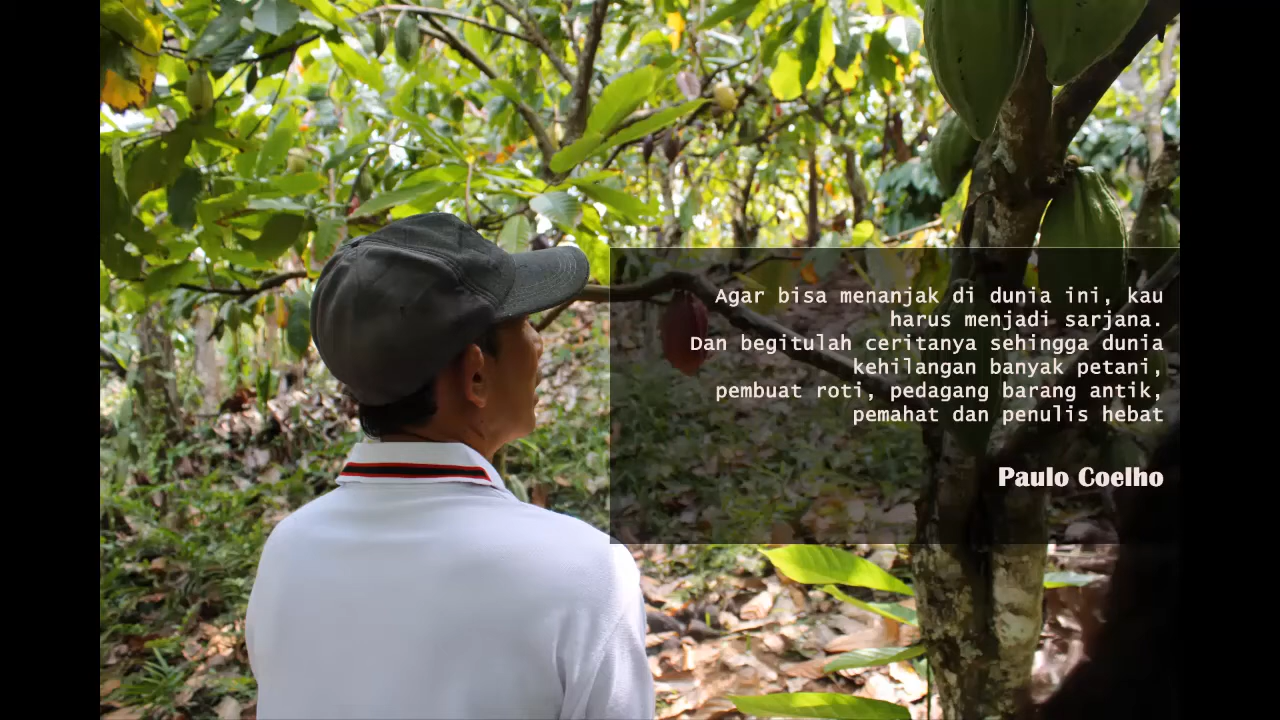 Agar bisa menanjak di dunia ini, kau
harus menjadi sarjana.
Dan begitulah ceritanya sehingga dunia
kehilangan banyak petani,
pembuat roti, pedagang barang antik,
pemahat dan penulis hebat
Paulo Coelho